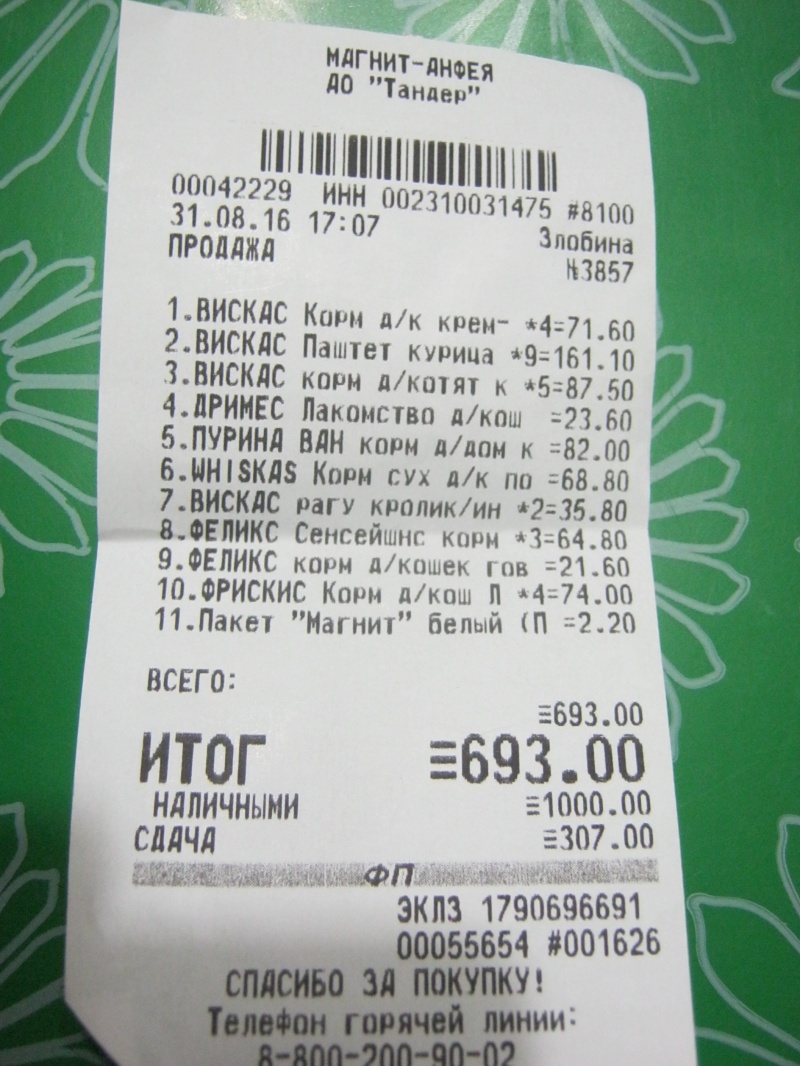 МАГНИТ-АНФЕЯ
АО "Тандер"
00042229 ИНН 002310031475 #8100
31.08.16 17:07 Злобина
ПРОДАЖА №3857
1.ВИСКАС Корм д/к крем- *4=71.60
2.ВИСКАС Паштет курица *9=161.10
3.ВИСКАС корм д/котят к *5=87.50
4.ДРИМЕС Лакомство д/кош =23.60
5.ПУРИНА ВАН корм д/дом к =82.00
6.WHISKAS Корм сух д/к по =68.80
7.ВИСКАС рагу кролик/ин *2=35.80
8.ФЕЛИКС Сенсейшнс корм *3=64.80
9.ФЕЛИКС корм д/кошек гов =21.60
10.ФРИСКИС Корм д/кош Л *4=74.00
11.Пакет "Магнит" белый (П =2.20
ВСЕГО:
≡693.00
ИТОГ ≡693.00
НАЛИЧНЫМИ ≡1000.00
СДАЧА ≡307.00
ФП
ЭКЛЗ 1790696691
00055654 #001626
СПАСИБО ЗА ПОКУПКУ!
Телефон горячей линии:
8-800-200-90-02